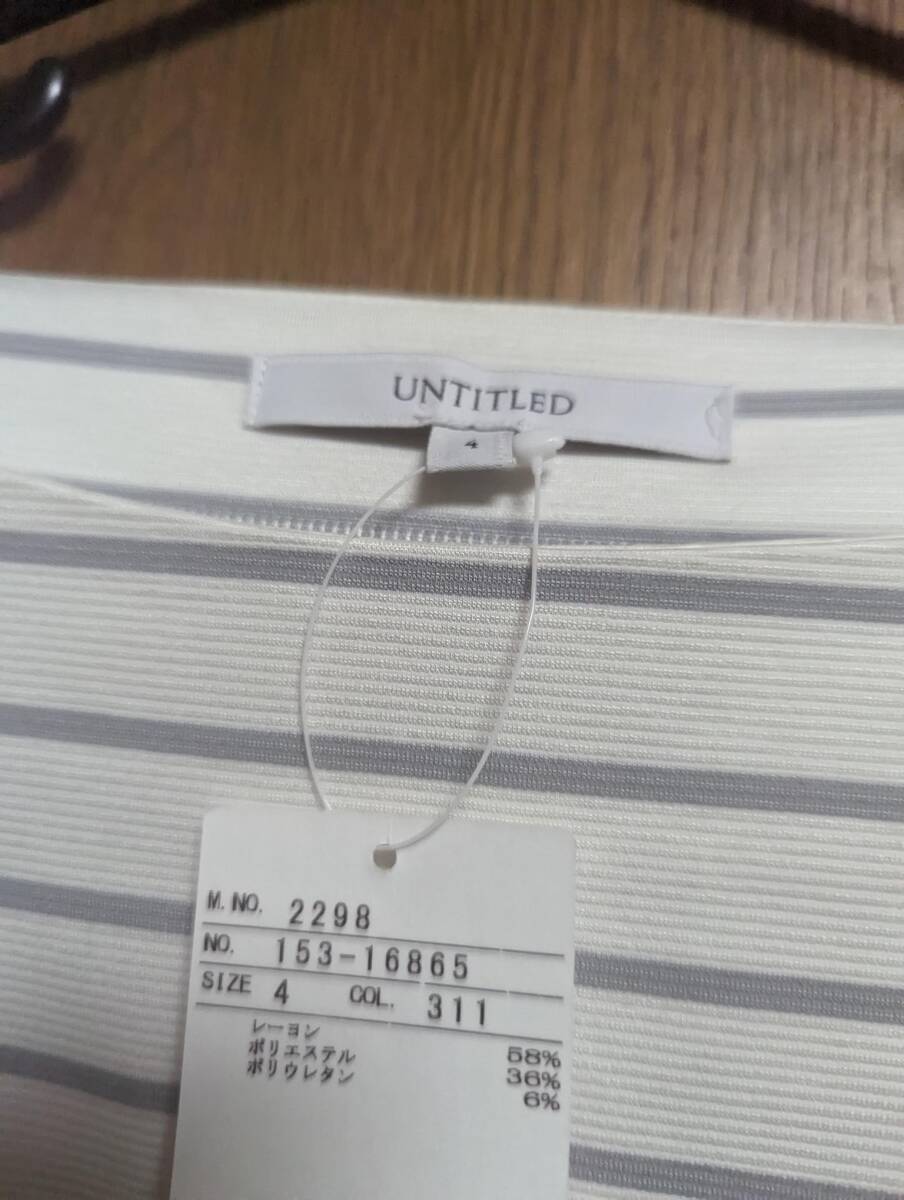 UNTITLED
4
M. NO. 2298
NO. 153-16865
SIZE 4 COL. 311
レーヨン 58%
ポリエステル 36%
ポリウレタン 6%